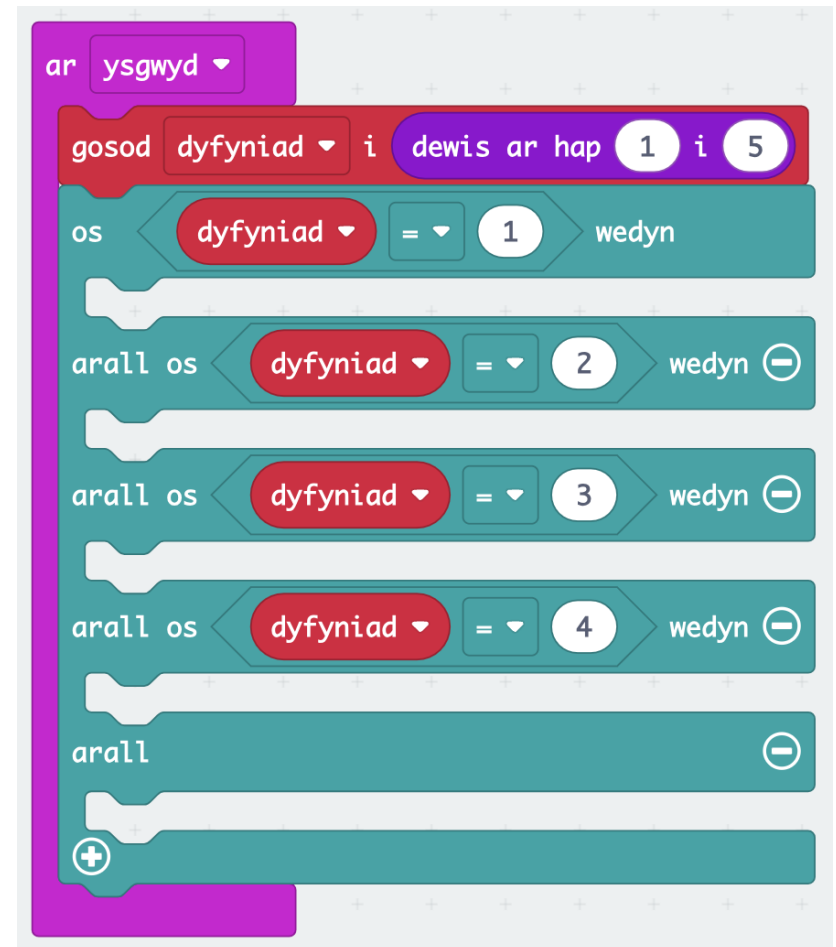 ar ysgwyd
gosod dyfyniad i dewis ar hap 1 i 5
os dyfyniad = 1 wedyn
arall os dyfyniad = 2 wedyn
arall os dyfyniad = 3 wedyn
arall os dyfyniad = 4 wedyn
arall